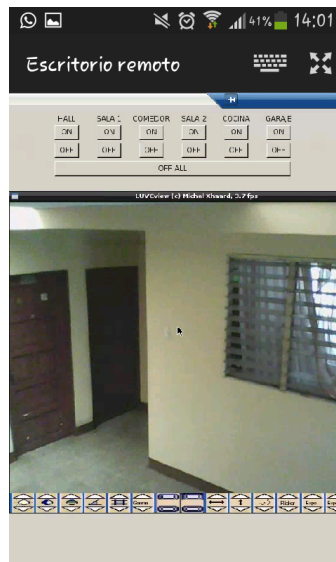 41% 14:01
Escritorio remoto
HALL SALA 1 COMEDOR SALA 2 COCINA GARAJE
ON ON ON ON ON ON
OFF OFF OFF OFF OFF OFF
OFF ALL
LUVCview (c) Michel Xhaard, 3.7 fps